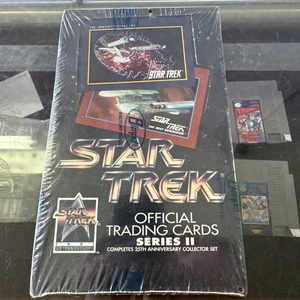 STAR TREK
STAR TREK
THE NEXT GENERATION
STAR
TREK
OFFICIAL
TRADING CARDS
SERIES II
COMPLETES 25TH ANNIVERSARY COLLECTOR SET
STAR
TREK